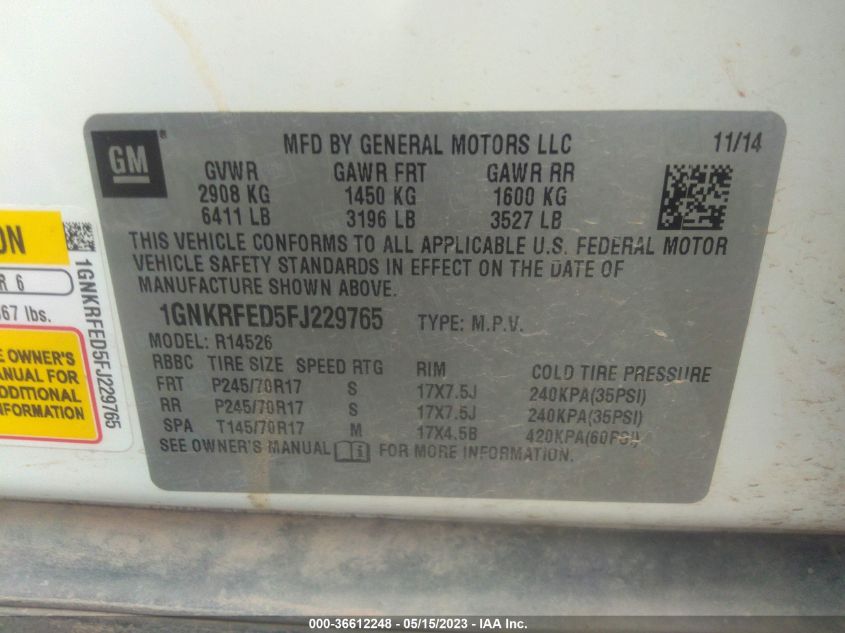 GM
MFD BY GENERAL MOTORS LLC 11/14
GVWR GAWR FRT GAWR RR
2908 KG 1450 KG 1600 KG
6411 LB 3196 LB 3527 LB
THIS VEHICLE CONFORMS TO ALL APPLICABLE U.S. FEDERAL MOTOR
VEHICLE SAFETY STANDARDS IN EFFECT ON THE DATE OF
MANUFACTURE SHOWN ABOVE.
1GNKRFED5FJ229765 TYPE: M.P.V.
MODEL: R14526
RBBC TIRE SIZE SPEED RTG RIM COLD TIRE PRESSURE
FRT P245/70R17 S 17X7.5J 240KPA(35PSI)
RR P245/70R17 S 17X7.5J 240KPA(35PSI)
SPA T145/70R17 M 17X4.5B 420KPA(60PSI)
SEE OWNER'S MANUAL i FOR MORE INFORMATION.
ON
R 6
67 lbs.
E OWNER'S
ANUAL FOR
ADDITIONAL
INFORMATION
1GNKRFED5FJ229765
000-36612248 - 05/15/2023 - IAA Inc.